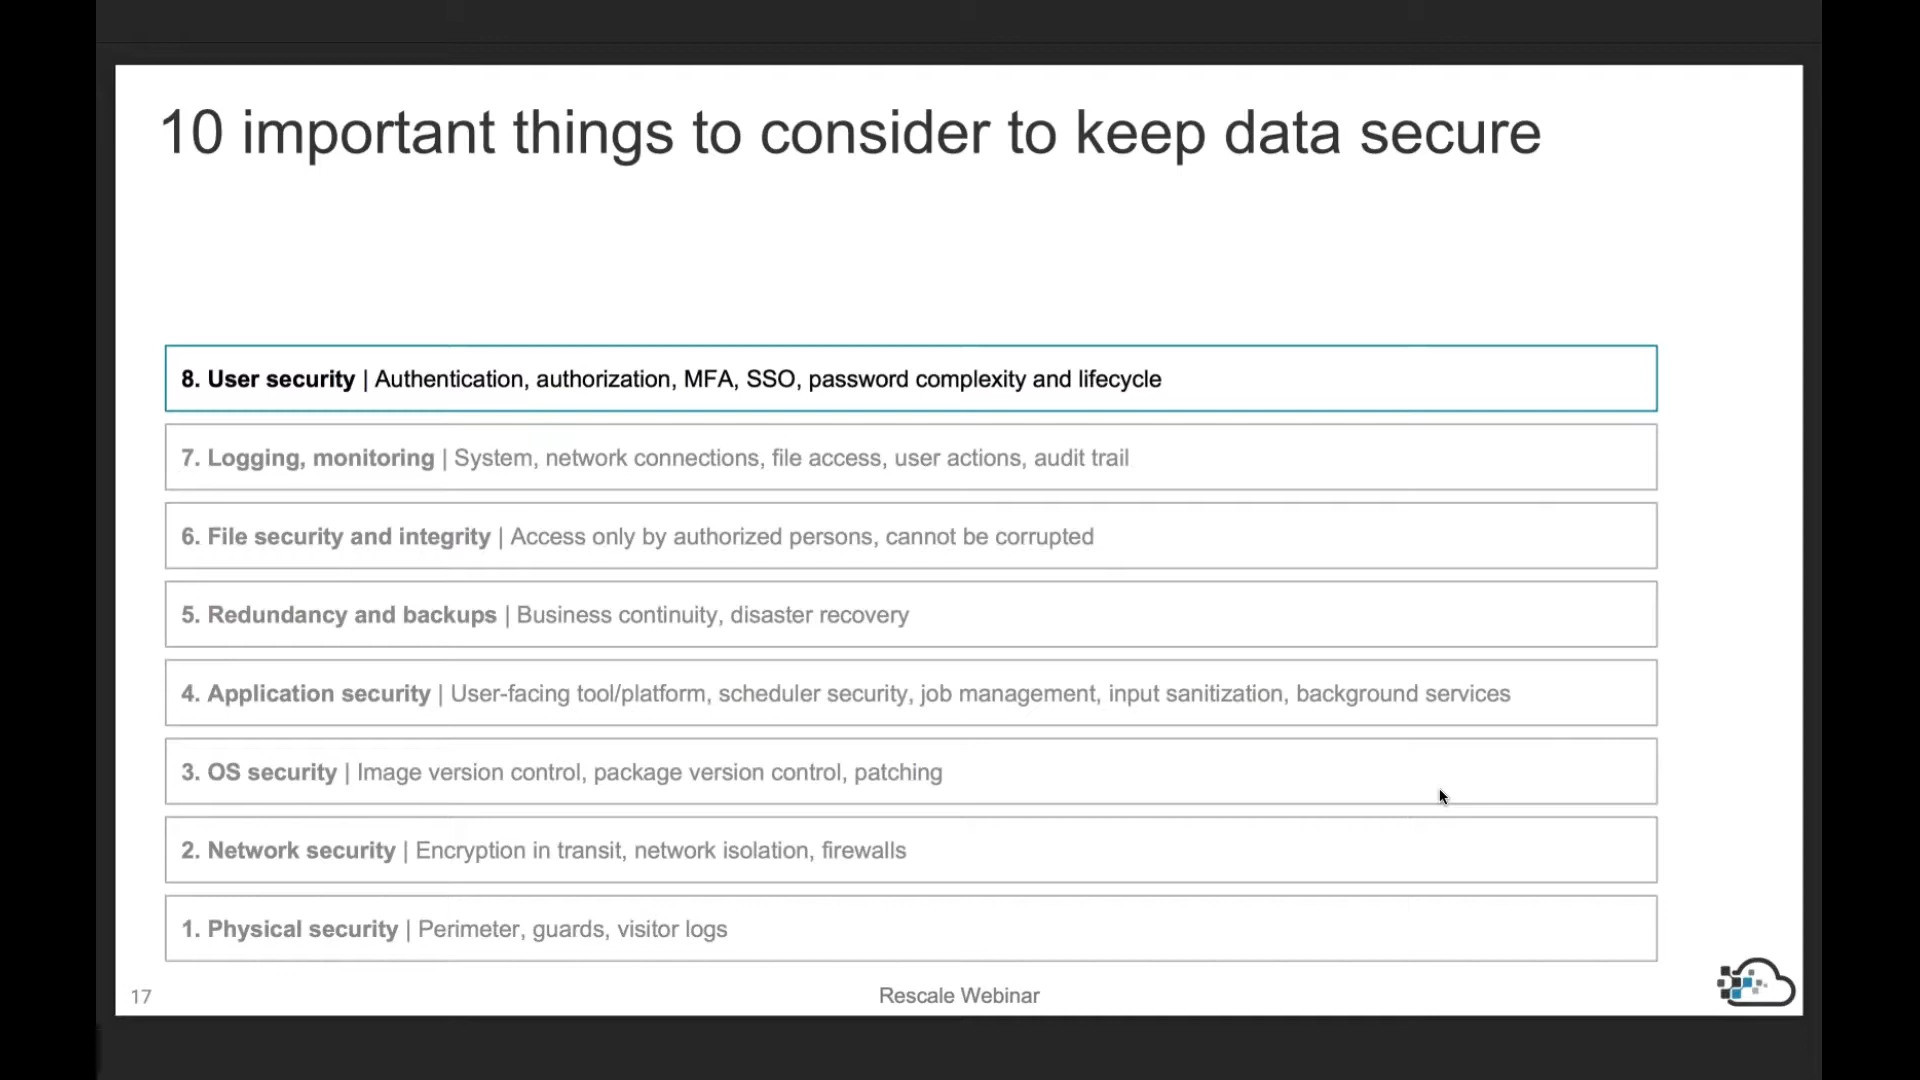 10 important things to consider to keep data secure
8. User security | Authentication, authorization, MFA, SSO, password complexity and lifecycle
7. Logging, monitoring | System, network connections, file access, user actions, audit trail
6. File security and integrity | Access only by authorized persons, cannot be corrupted
5. Redundancy and backups | Business continuity, disaster recovery
4. Application security | User-facing tool/platform, scheduler security, job management, input sanitization, background services
3. OS security | Image version control, package version control, patching
2. Network security | Encryption in transit, network isolation, firewalls
1. Physical security | Perimeter, guards, visitor logs
17
Rescale Webinar